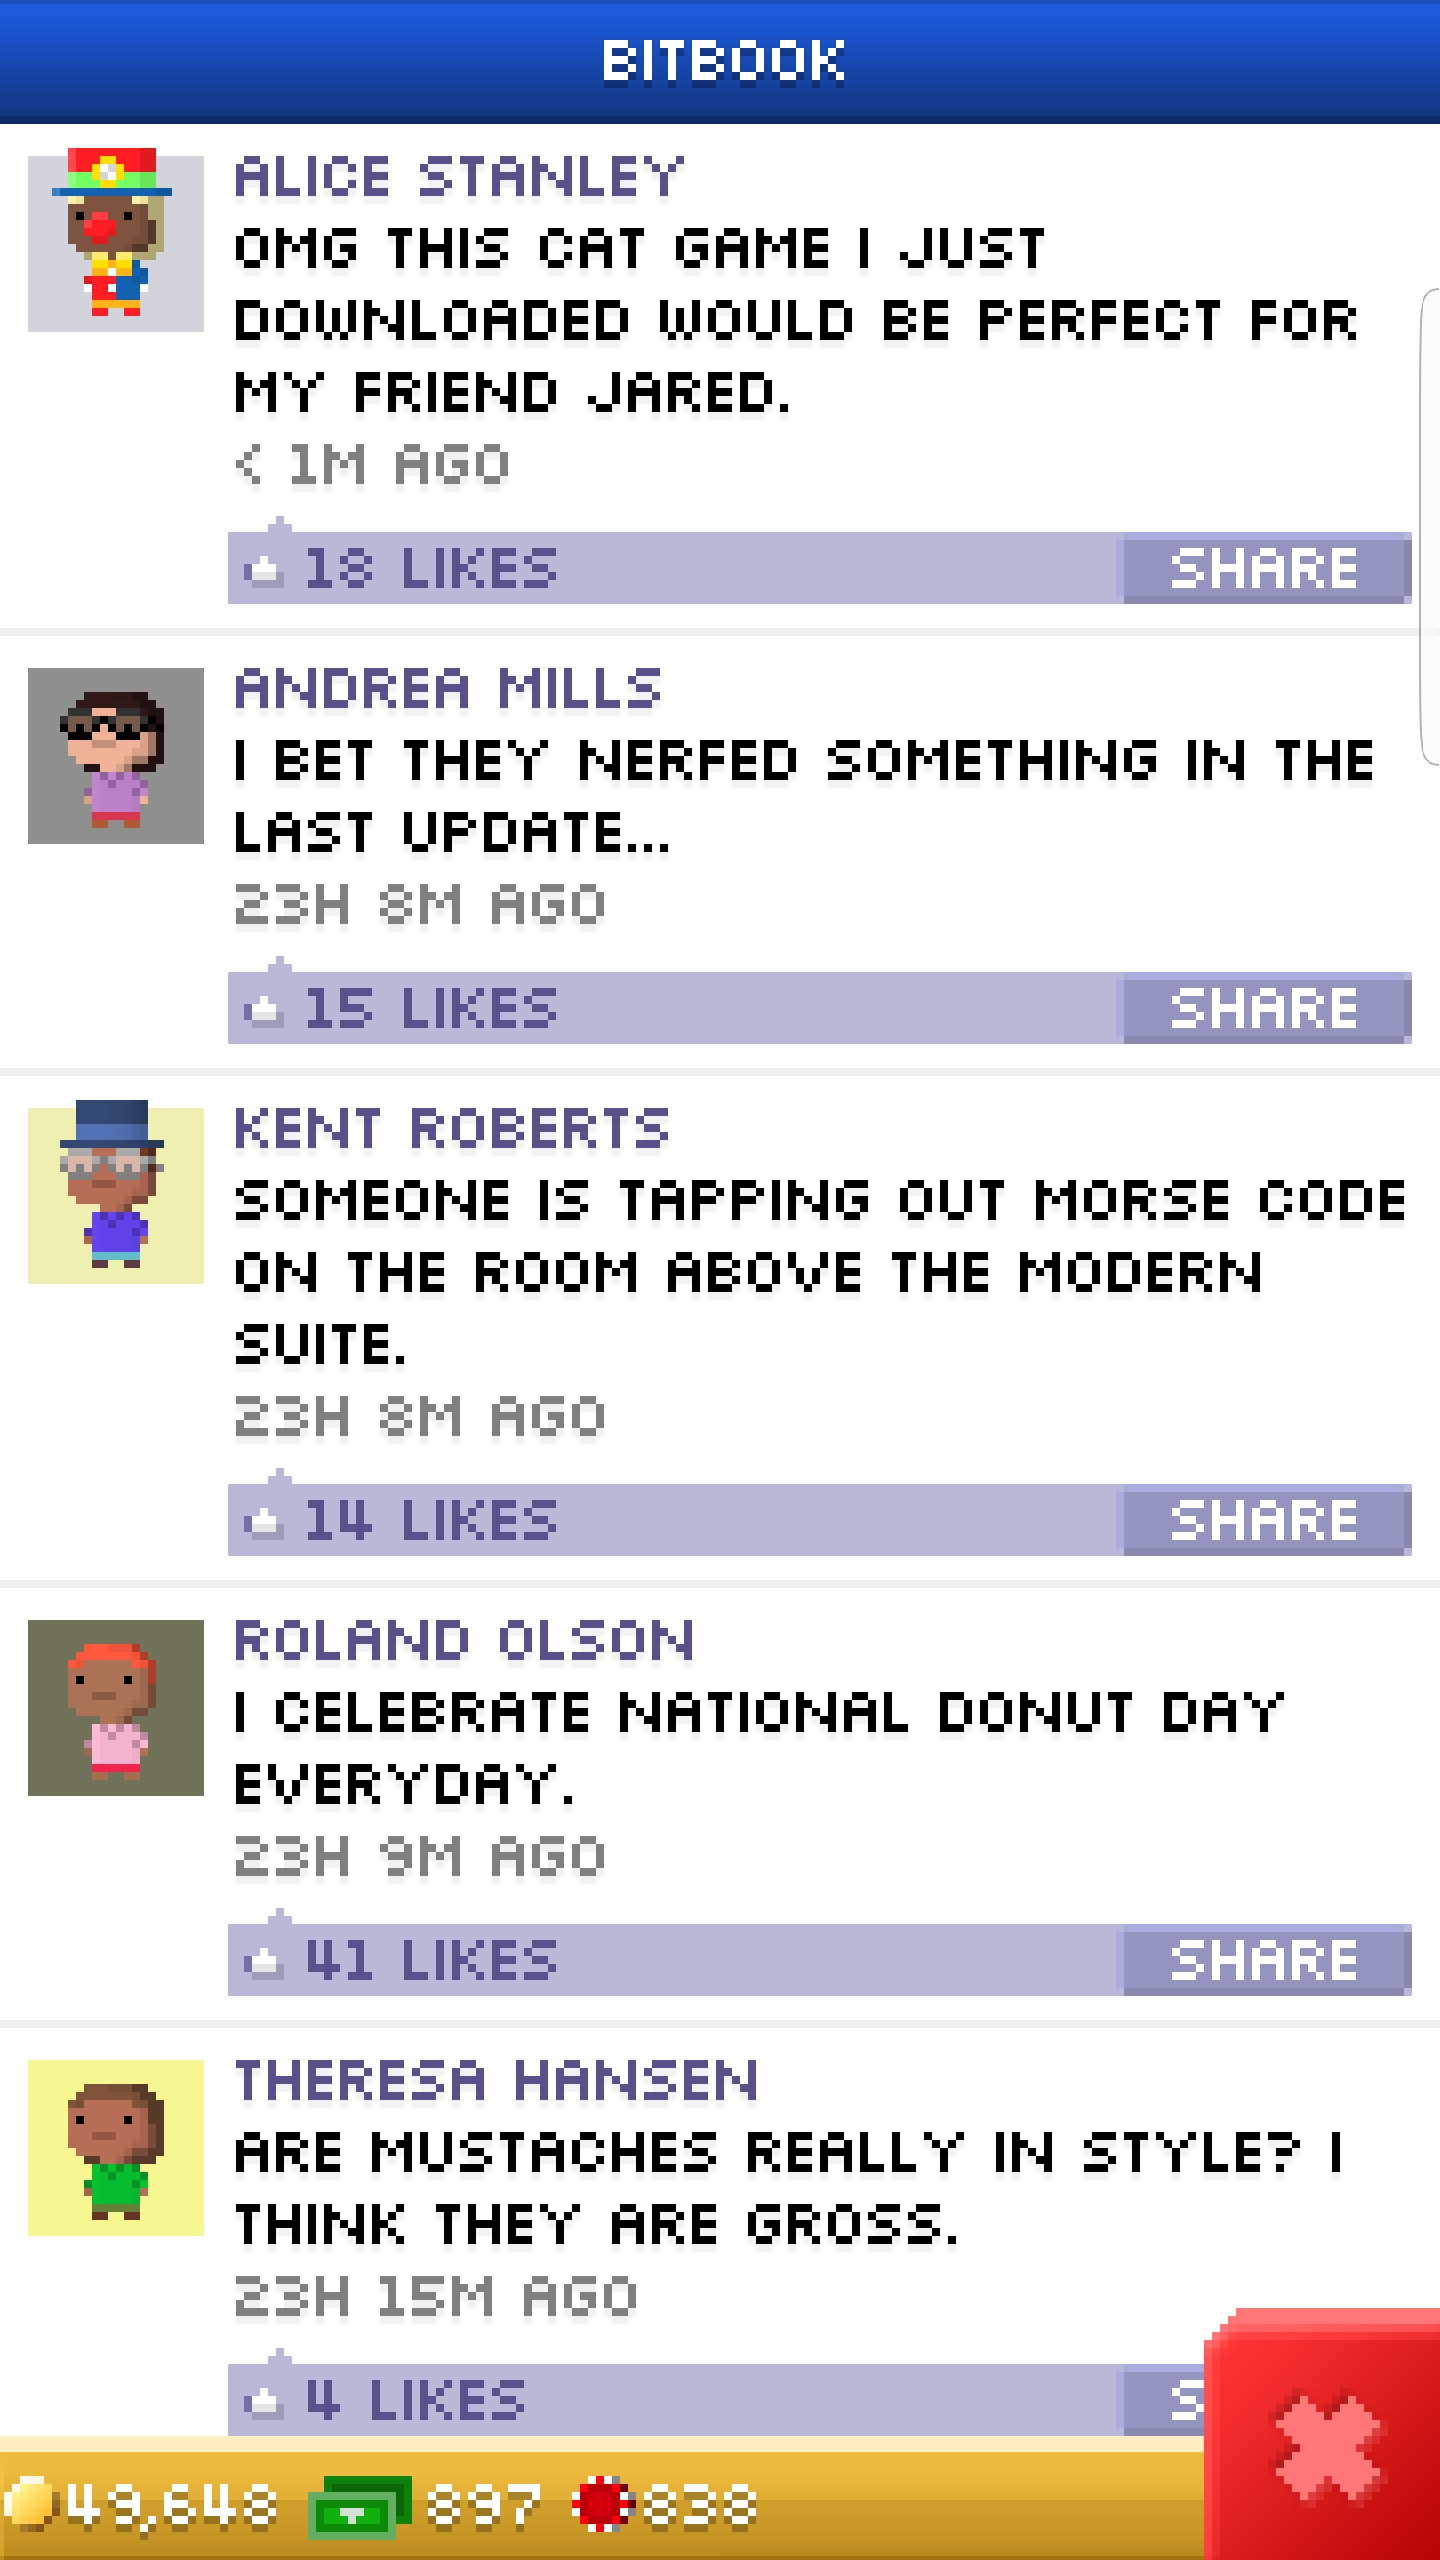 BITBOOK
ALICE STANLEY
OMG THIS CAT GAME I JUST
DOWNLOADED WOULD BE PERFECT FOR
MY FRIEND JARED.
< 1M AGO
18 LIKES
SHARE
ANDREA MILLS
I BET THEY NERFED SOMETHING IN THE
LAST UPDATE...
23H 8M AGO
15 LIKES
SHARE
KENT ROBERTS
SOMEONE IS TAPPING OUT MORSE CODE
ON THE ROOM ABOVE THE MODERN
SUITE.
23H 8M AGO
14 LIKES
SHARE
ROLAND OLSON
I CELEBRATE NATIONAL DONUT DAY
EVERYDAY.
23H 9M AGO
41 LIKES
SHARE
THERESA HANSEN
ARE MUSTACHES REALLY IN STYLE? I
THINK THEY ARE GROSS.
23H 15M AGO
4 LIKES
S
49,648 897 838